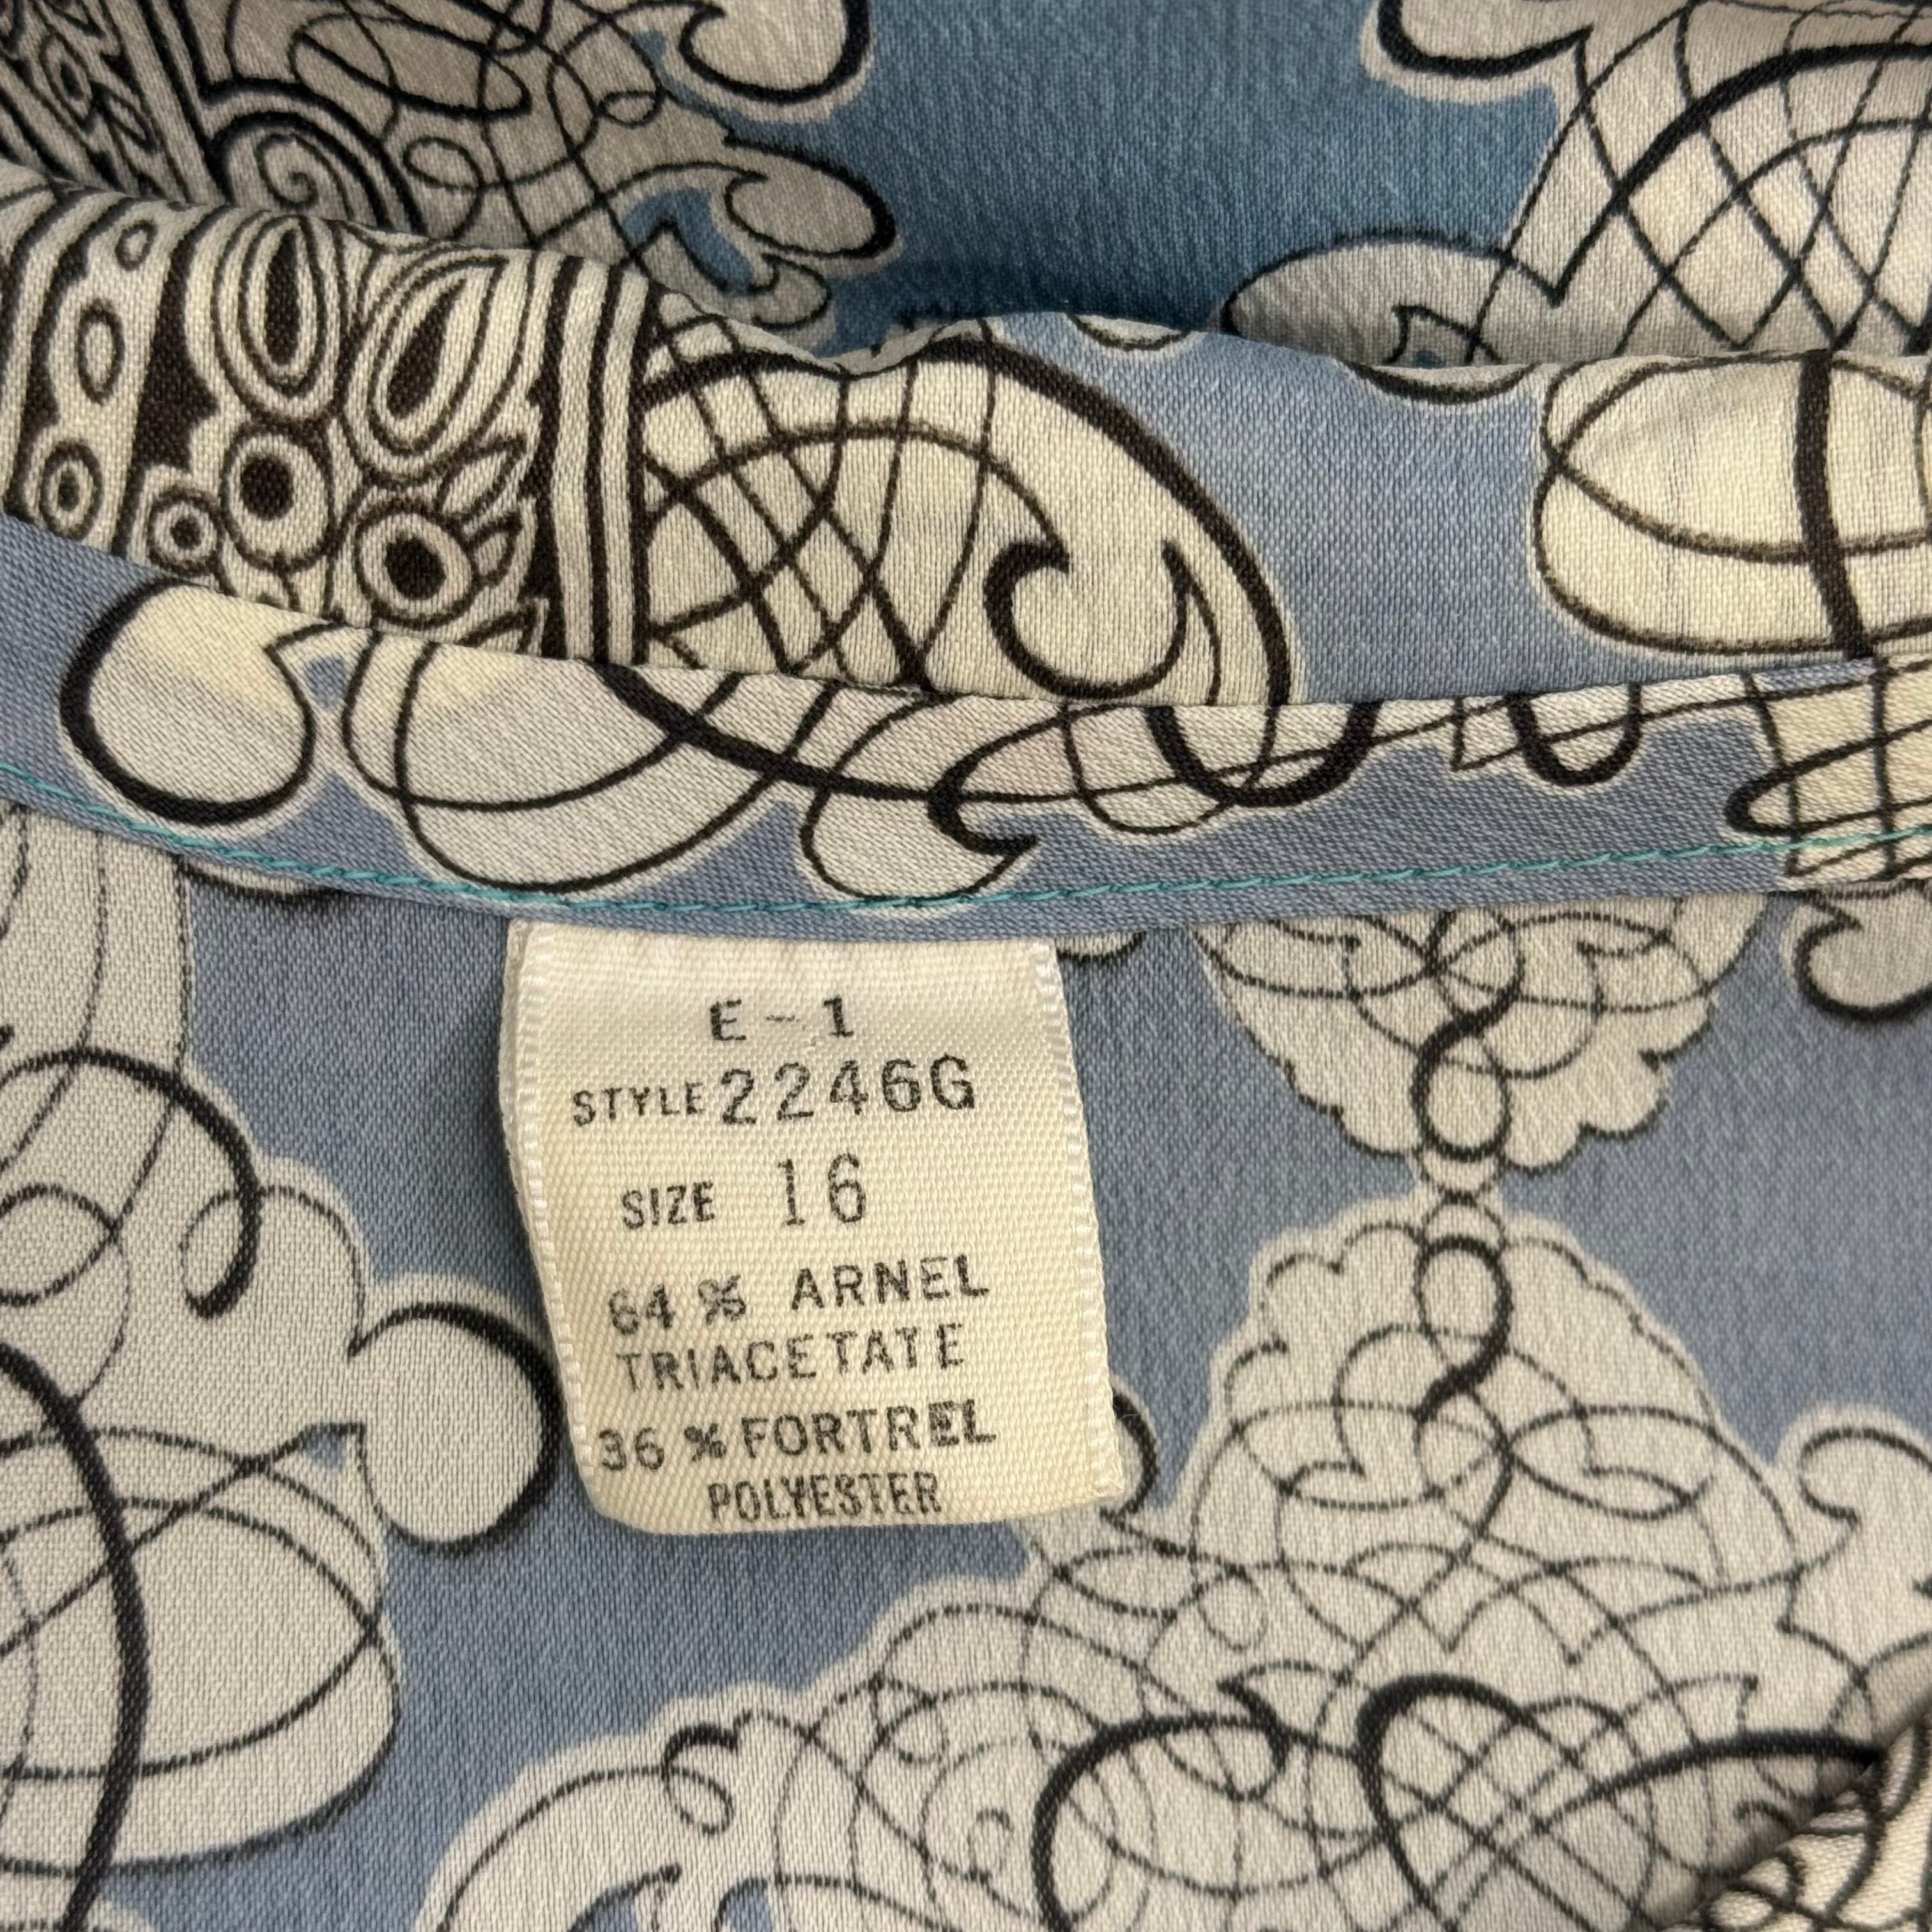 E-1
STYLE 2246G
SIZE 16
64% ARNEL
TRIACETATE
36% FORTREL
POLYESTER